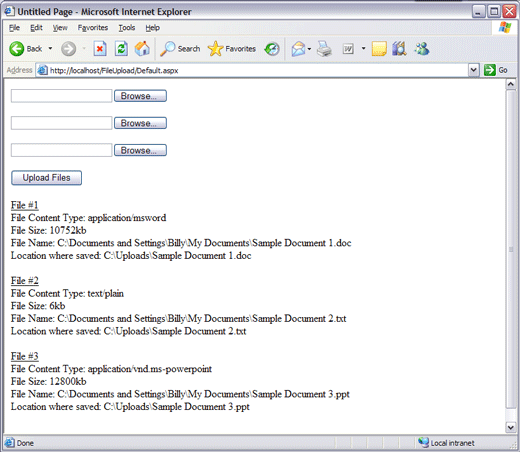 Untitled Page - Microsoft Internet Explorer
File Edit View Favorites Tools Help
Back Search Favorites
Address http://localhost/FileUpload/Default.aspx Go
Browse...
Browse...
Browse...
Upload Files
File #1
File Content Type: application/msword
File Size: 10752kb
File Name: C:\Documents and Settings\Billy\My Documents\Sample Document 1.doc
Location where saved: C:\Uploads\Sample Document 1.doc
File #2
File Content Type: text/plain
File Size: 6kb
File Name: C:\Documents and Settings\Billy\My Documents\Sample Document 2.txt
Location where saved: C:\Uploads\Sample Document 2.txt
File #3
File Content Type: application/vnd.ms-powerpoint
File Size: 12800kb
File Name: C:\Documents and Settings\Billy\My Documents\Sample Document 3.ppt
Location where saved: C:\Uploads\Sample Document 3.ppt
Done Local intranet